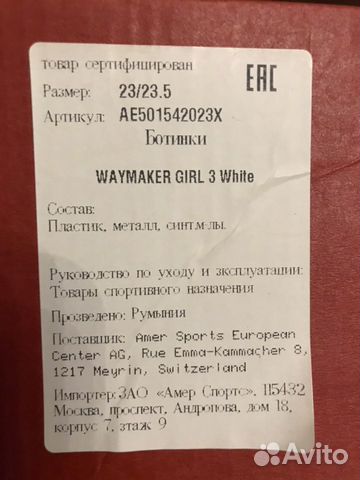 товар сертифицирован
EAC
Размер: 23/23.5
Артикул: AE501542023X
Ботинки
WAYMAKER GIRL 3 White
Состав:
Пластик, металл, синт.м-лы.
Руководство по уходу и эксплуатации:
Товары спортивного назначения
Прозведено: Румыния
Поставщик: Amer Sports European
Center AG, Rue Emma-Kammacher 8,
1217 Meyrin, Switzerland
Импортер: ЗАО «Амер Спортс», 115432
Москва, проспект, Андропова, дом 18,
корпус 7, этаж 9
Avito